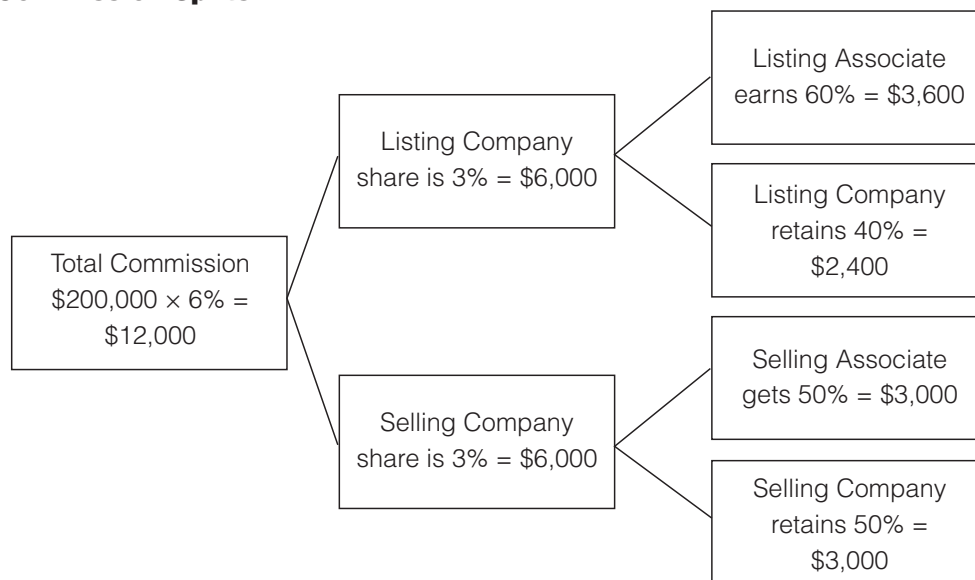 Total Commission
$200,000 × 6% =
$12,000
Listing Company
share is 3% = $6,000
Selling Company
share is 3% = $6,000
Listing Associate
earns 60% = $3,600
Listing Company
retains 40% =
$2,400
Selling Associate
gets 50% = $3,000
Selling Company
retains 50% =
$3,000